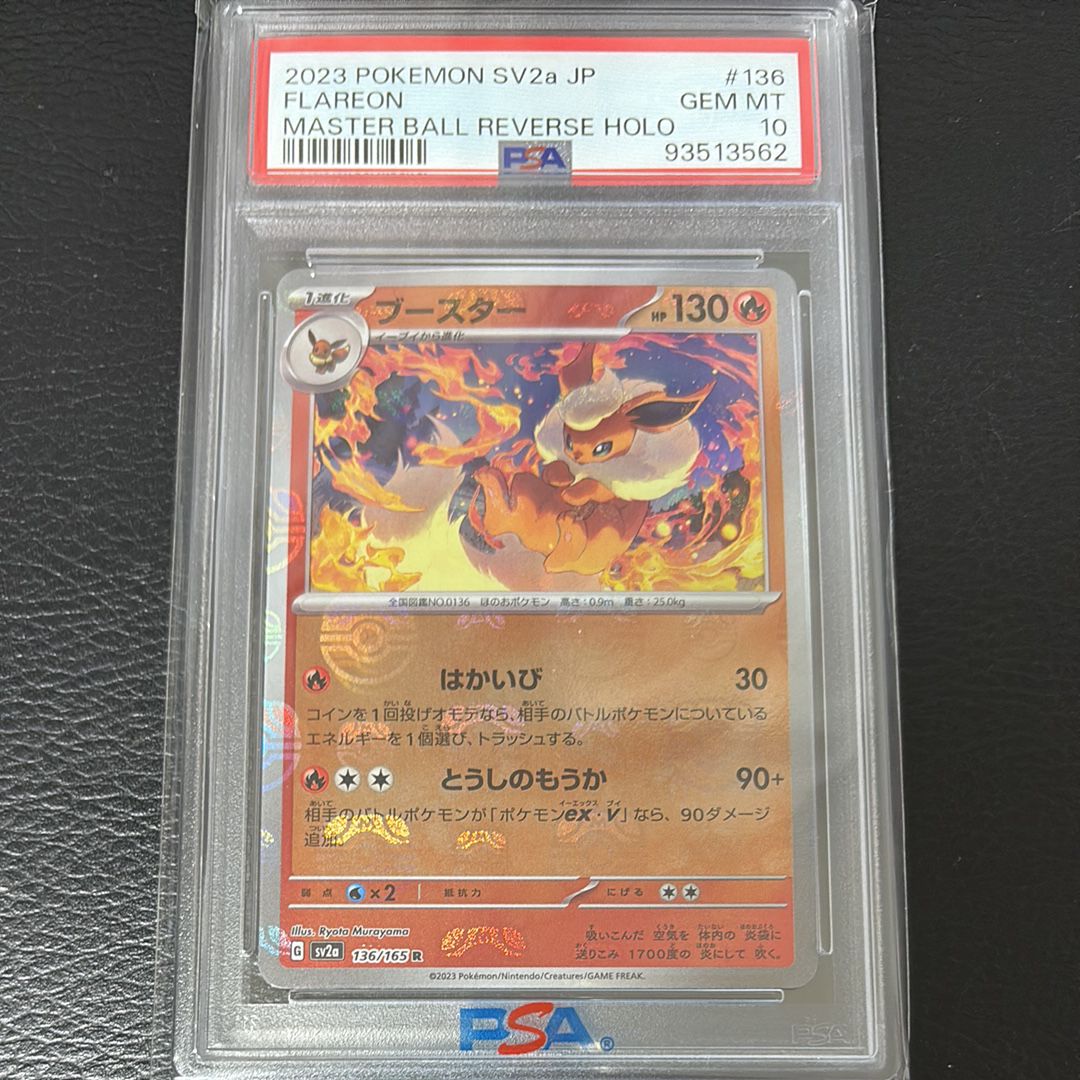 2023 POKEMON SV2a JP #136
FLAREON GEM MT
MASTER BALL REVERSE HOLO 10
PSA 93513562
1進化 ブースター HP 130
イーブイから進化
全国図鑑NO.0136 ほのおポケモン 高さ:0.9m 重さ:25.0kg
はかいび 30
コインを1回投げオモテなら、相手のバトルポケモンについている
エネルギーを1個選び、トラッシュする。
とうしのもうか 90+
相手のバトルポケモンが「ポケモンex・V」なら、90ダメージ
追加。
弱点 ×2 抵抗力 にげる
Illus. Ryota Murayama
G sv2a 136/165 R
吸いこんだ 空気を 体内の 炎袋に
送りこみ 1700度の 炎にして 吹く。
©2023 Pokémon/Nintendo/Creatures/GAME FREAK.
PSA®
PSA